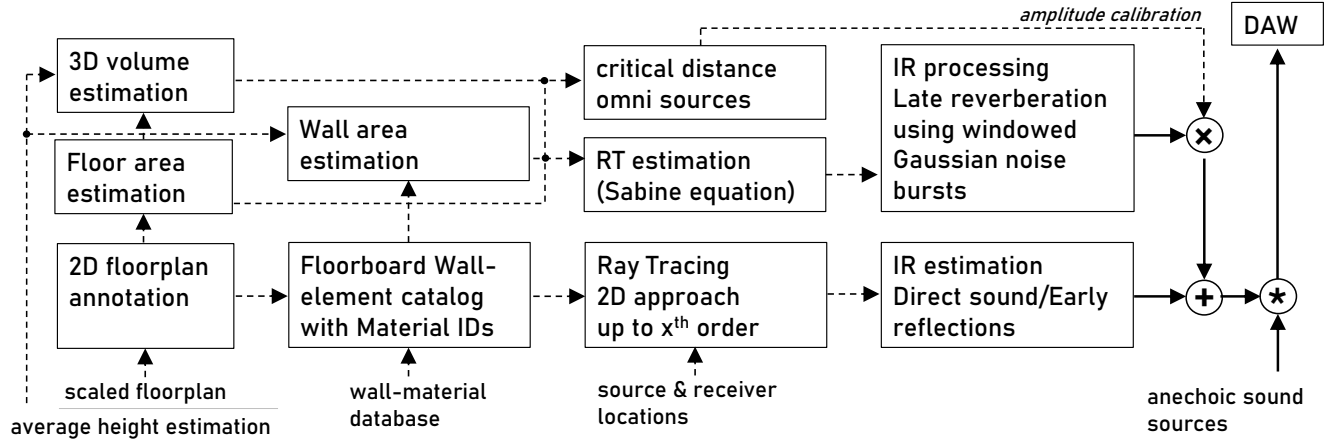 amplitude calibration
DAW
3D volume
estimation
critical distance
omni sources
IR processing
Late reverberation
using windowed
Gaussian noise
bursts
×
Wall area
estimation
Floor area
estimation
RT estimation
(Sabine equation)
2D floorplan
annotation
Floorboard Wall-
element catalog
with Material IDs
Ray Tracing
2D approach
up to xth order
IR estimation
Direct sound/Early
reflections
+
*
scaled floorplan
average height estimation
wall-material
database
source & receiver
locations
anechoic sound
sources